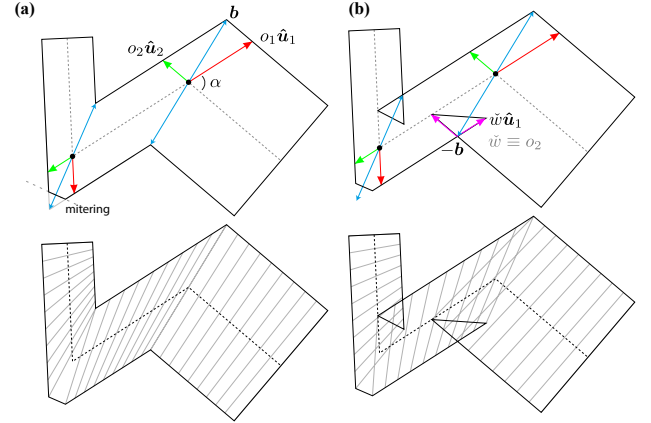 (a)
b
o₂û₂
o₁û₁
α
mitering
(b)
w̌û₁
w̌ ≡ o₂
−b